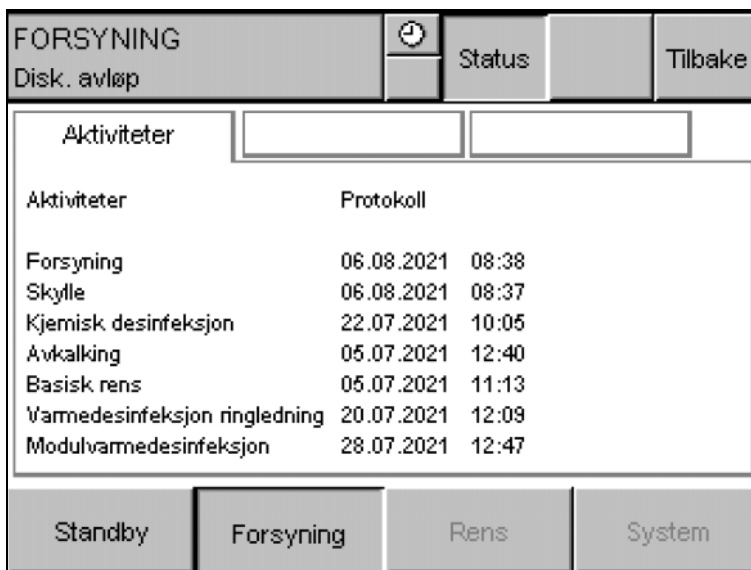 FORSYNING
Disk. avløp
Status
Tilbake
Aktiviteter
Aktiviteter Protokoll
Forsyning 06.08.2021 08:38
Skylle 06.08.2021 08:37
Kjemisk desinfeksjon 22.07.2021 10:05
Avkalking 05.07.2021 12:40
Basisk rens 05.07.2021 11:13
Varmedesinfeksjon ringledning 20.07.2021 12:09
Modulvarmedesinfeksjon 28.07.2021 12:47
Standby Forsyning Rens System